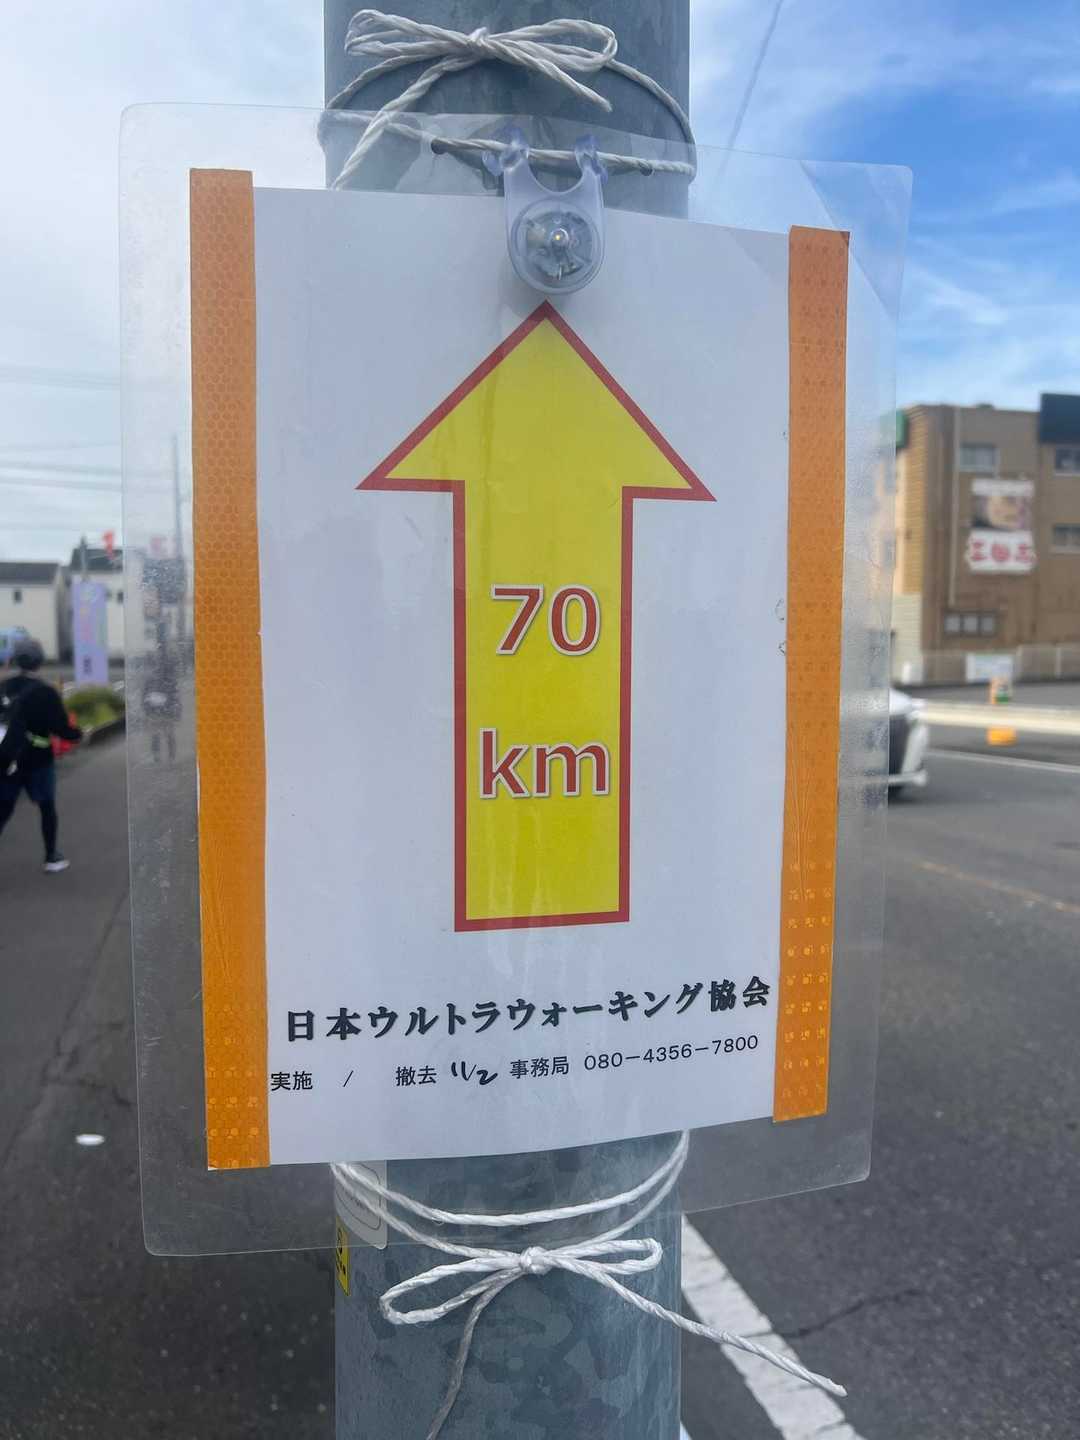 70
km
日本ウルトラウォーキング協会
実施　/　撤去 11/2 事務局 080−4356−7800